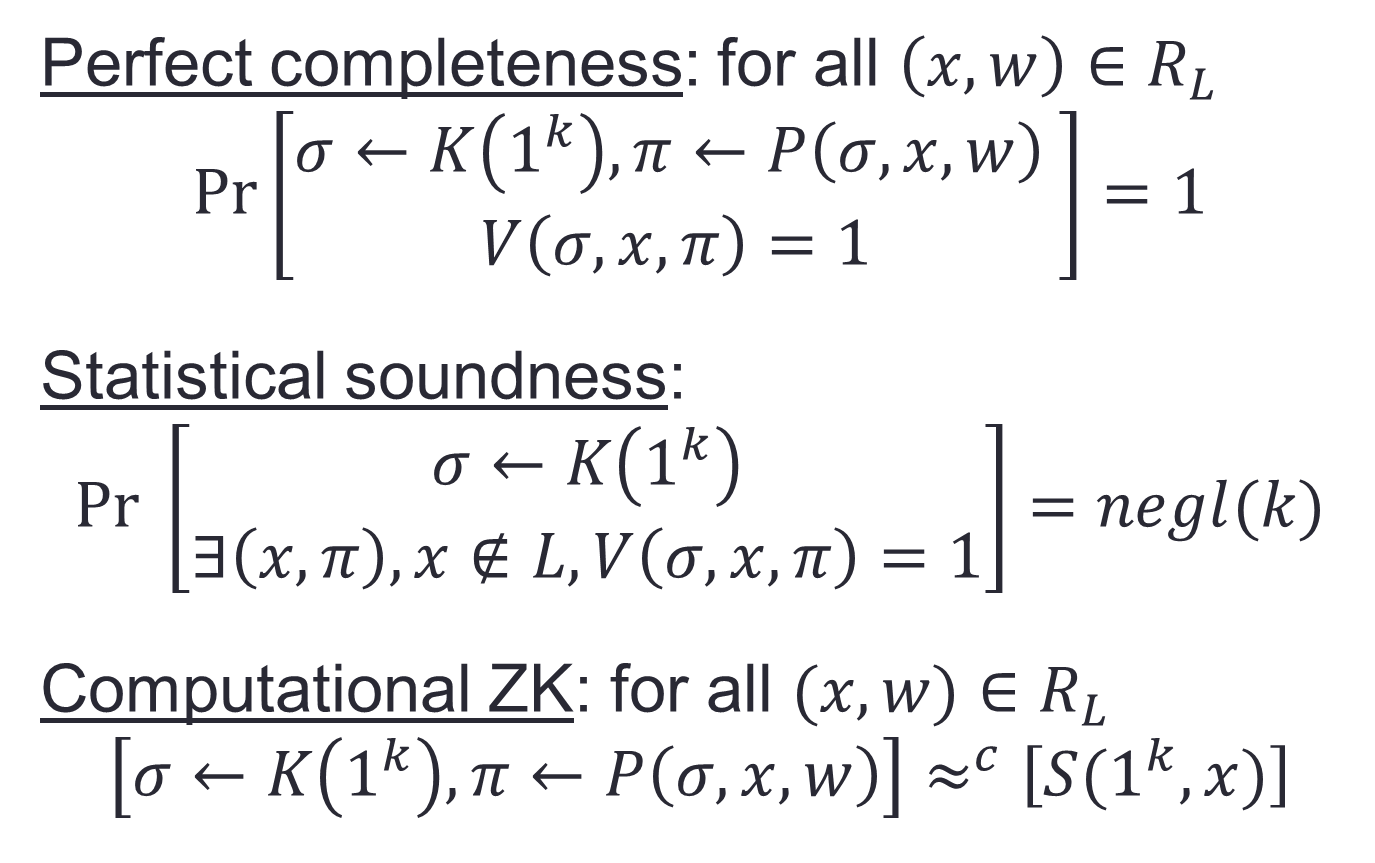 Perfect completeness: for all (x, w) ∈ R_L
Pr [σ ← K(1^k), π ← P(σ, x, w)
V(σ, x, π) = 1] = 1
Statistical soundness:
Pr [σ ← K(1^k)
∃(x, π), x ∉ L, V(σ, x, π) = 1] = negl(k)
Computational ZK: for all (x, w) ∈ R_L
[σ ← K(1^k), π ← P(σ, x, w)] ≈^c [S(1^k, x)]